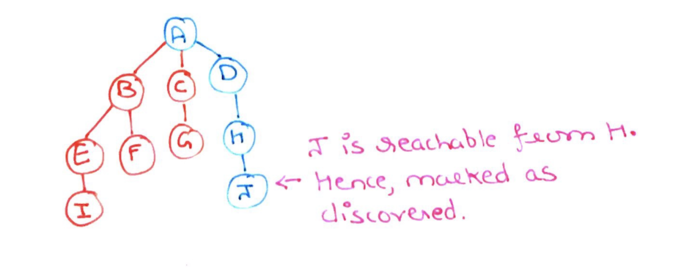 A
B C D
E F G H
I J
J is reachable from H.
← Hence, marked as
discovered.